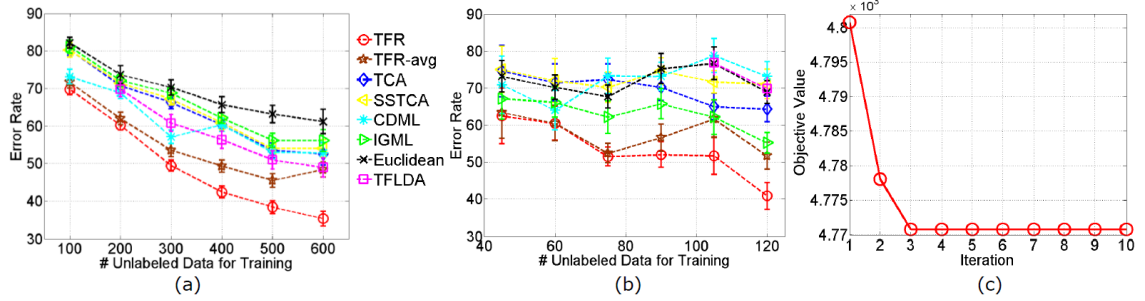 90
80
70
60
50
40
30
Error Rate
100 200 300 400 500 600
# Unlabeled Data for Training
(a)
TFR
TFR-avg
TCA
SSTCA
CDML
IGML
Euclidean
TFLDA
90
80
70
60
50
40
30
Error Rate
40 60 80 100 120
# Unlabeled Data for Training
(b)
4.8 × 10³
4.795
4.79
4.785
4.78
4.775
4.77
Objective Value
1 2 3 4 5 6 7 8 9 10
Iteration
(c)